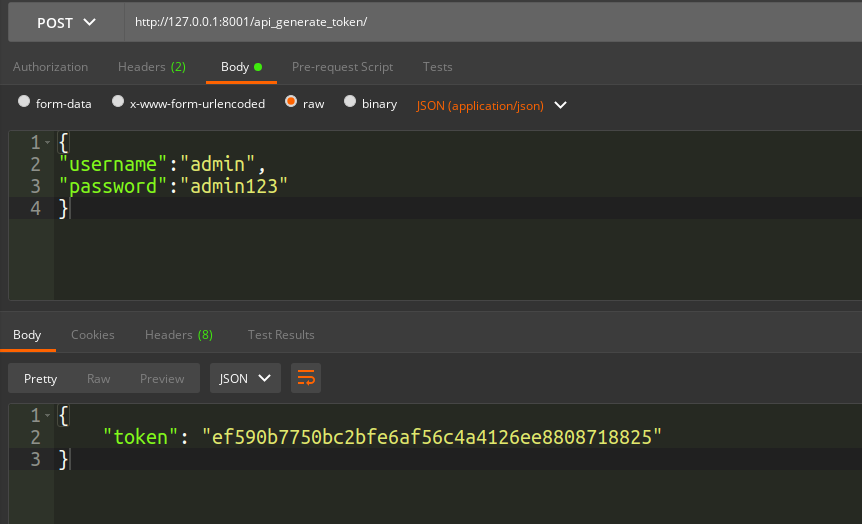 POST http://127.0.0.1:8001/api_generate_token/
Authorization Headers (2) Body Pre-request Script Tests
form-data x-www-form-urlencoded raw binary JSON (application/json)
1 {
2 "username":"admin",
3 "password":"admin123"
4 }
Body Cookies Headers (8) Test Results
Pretty Raw Preview JSON
1 {
2 "token": "ef590b7750bc2bfe6af56c4a4126ee8808718825"
3 }